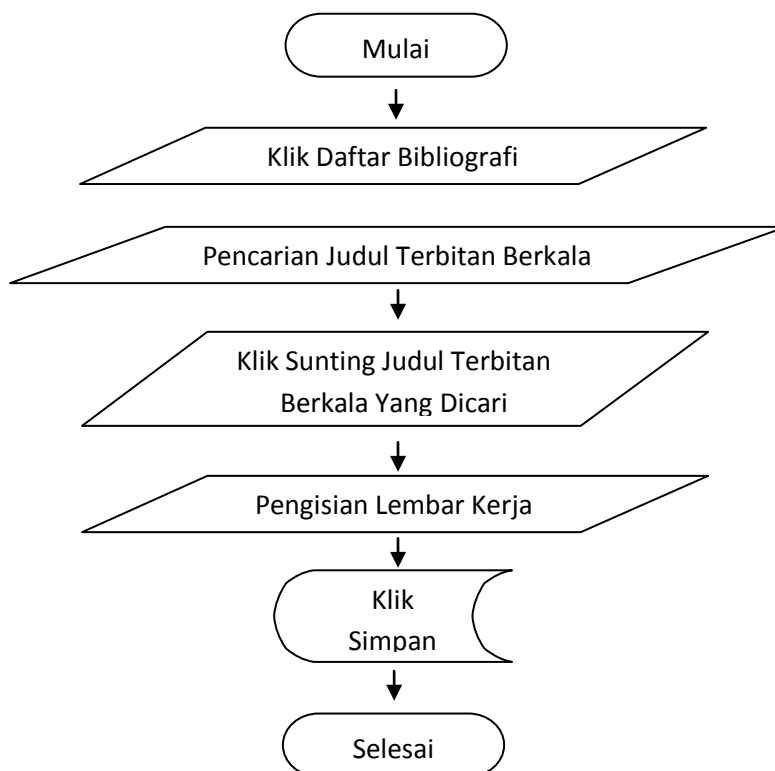 Mulai
Klik Daftar Bibliografi
Pencarian Judul Terbitan Berkala
Klik Sunting Judul Terbitan
Berkala Yang Dicari
Pengisian Lembar Kerja
Klik
Simpan
Selesai